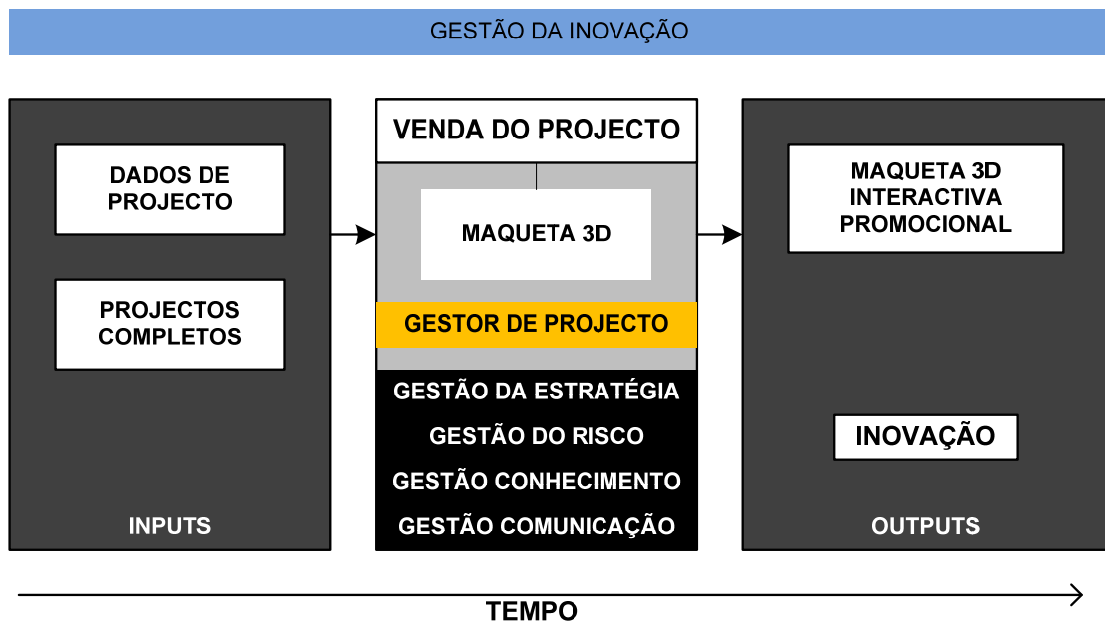 GESTÃO DA INOVAÇÃO
DADOS DE
PROJECTO
PROJECTOS
COMPLETOS
INPUTS
VENDA DO PROJECTO
MAQUETA 3D
GESTOR DE PROJECTO
GESTÃO DA ESTRATÉGIA
GESTÃO DO RISCO
GESTÃO CONHECIMENTO
GESTÃO COMUNICAÇÃO
MAQUETA 3D
INTERACTIVA
PROMOCIONAL
INOVAÇÃO
OUTPUTS
TEMPO